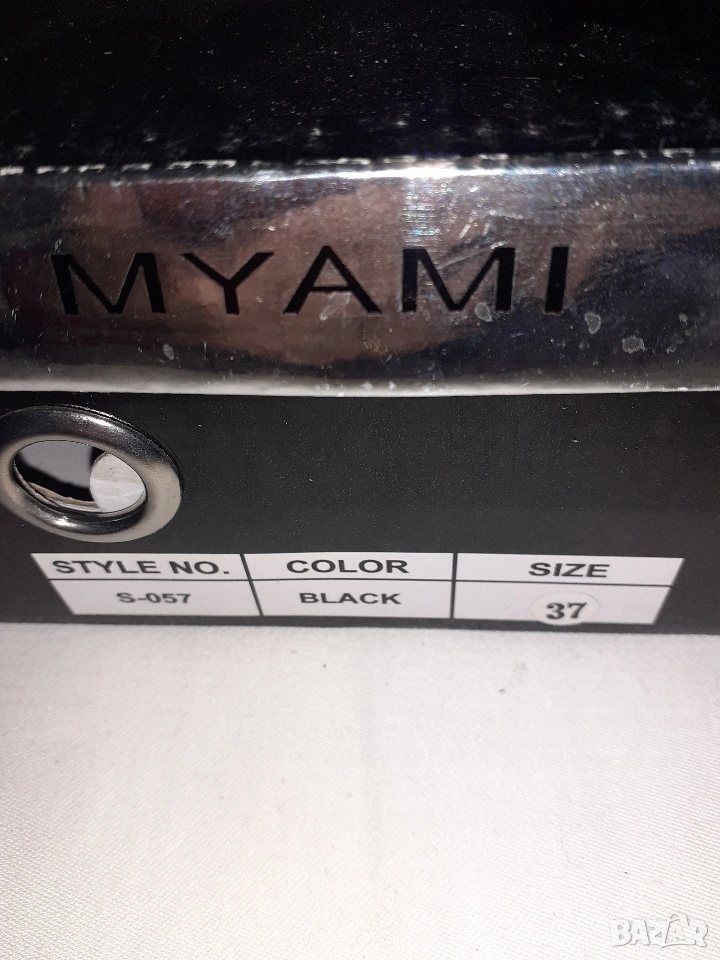 MYAMI
STYLE NO. COLOR SIZE
S-057 BLACK 37
BAZAR